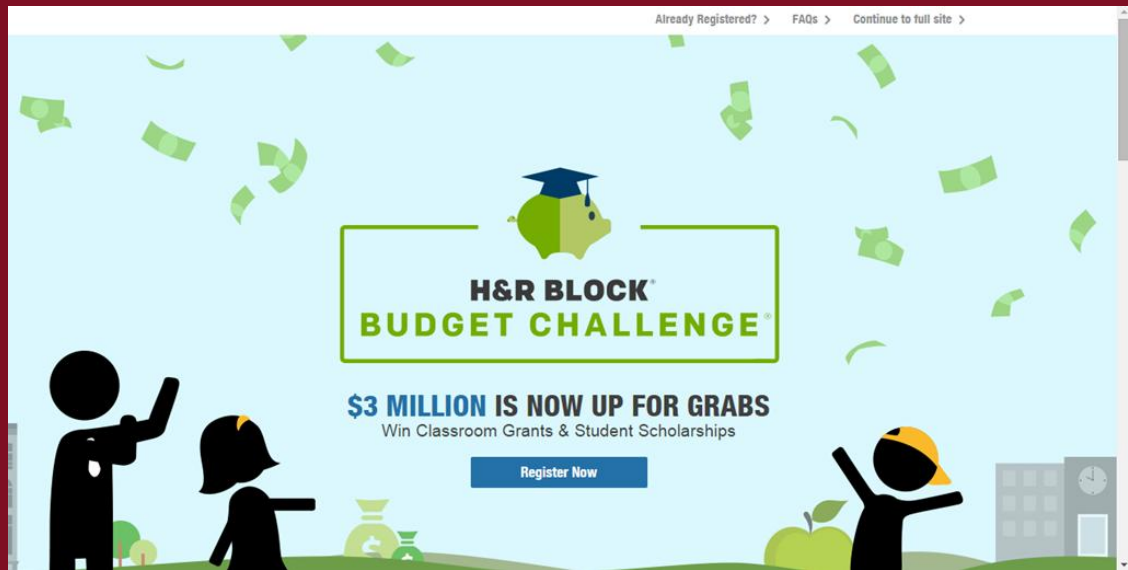 Already Registered? > FAQs > Continue to full site >
H&R BLOCK®
BUDGET CHALLENGE®
$3 MILLION IS NOW UP FOR GRABS
Win Classroom Grants & Student Scholarships
Register Now
$ $